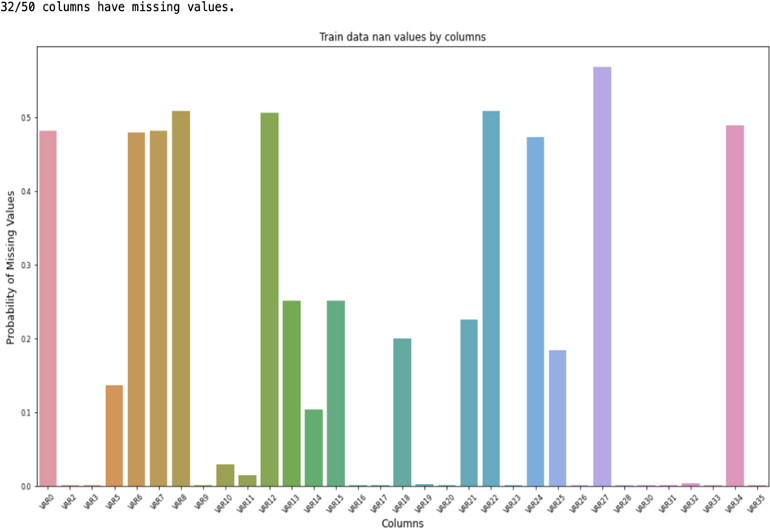 32/50 columns have missing values.
Train data nan values by columns
Probability of Missing Values
0.5
0.4
0.3
0.2
0.1
0.0
VAR0 VAR2 VAR3 VAR5 VAR6 VAR7 VAR8 VAR9 VAR10 VAR11 VAR12 VAR13 VAR14 VAR15 VAR16 VAR17 VAR18 VAR19 VAR20 VAR21 VAR22 VAR23 VAR24 VAR25 VAR26 VAR27 VAR28 VAR30 VAR31 VAR32 VAR33 VAR34 VAR35
Columns